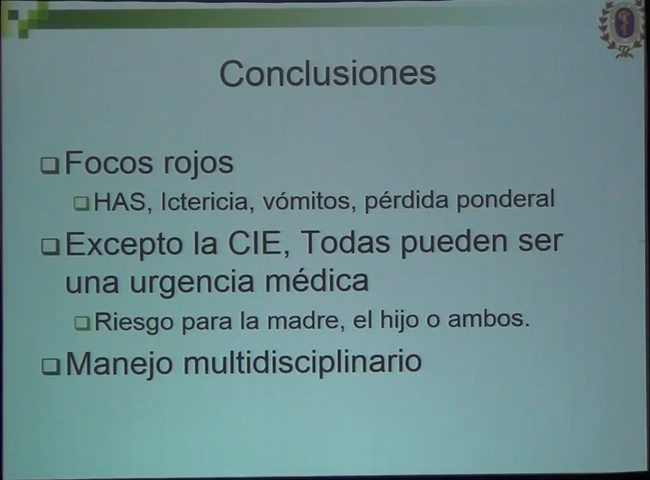 Conclusiones
Focos rojos
HAS, Ictericia, vómitos, pérdida ponderal
Excepto la CIE, Todas pueden ser
una urgencia médica
Riesgo para la madre, el hijo o ambos.
Manejo multidisciplinario